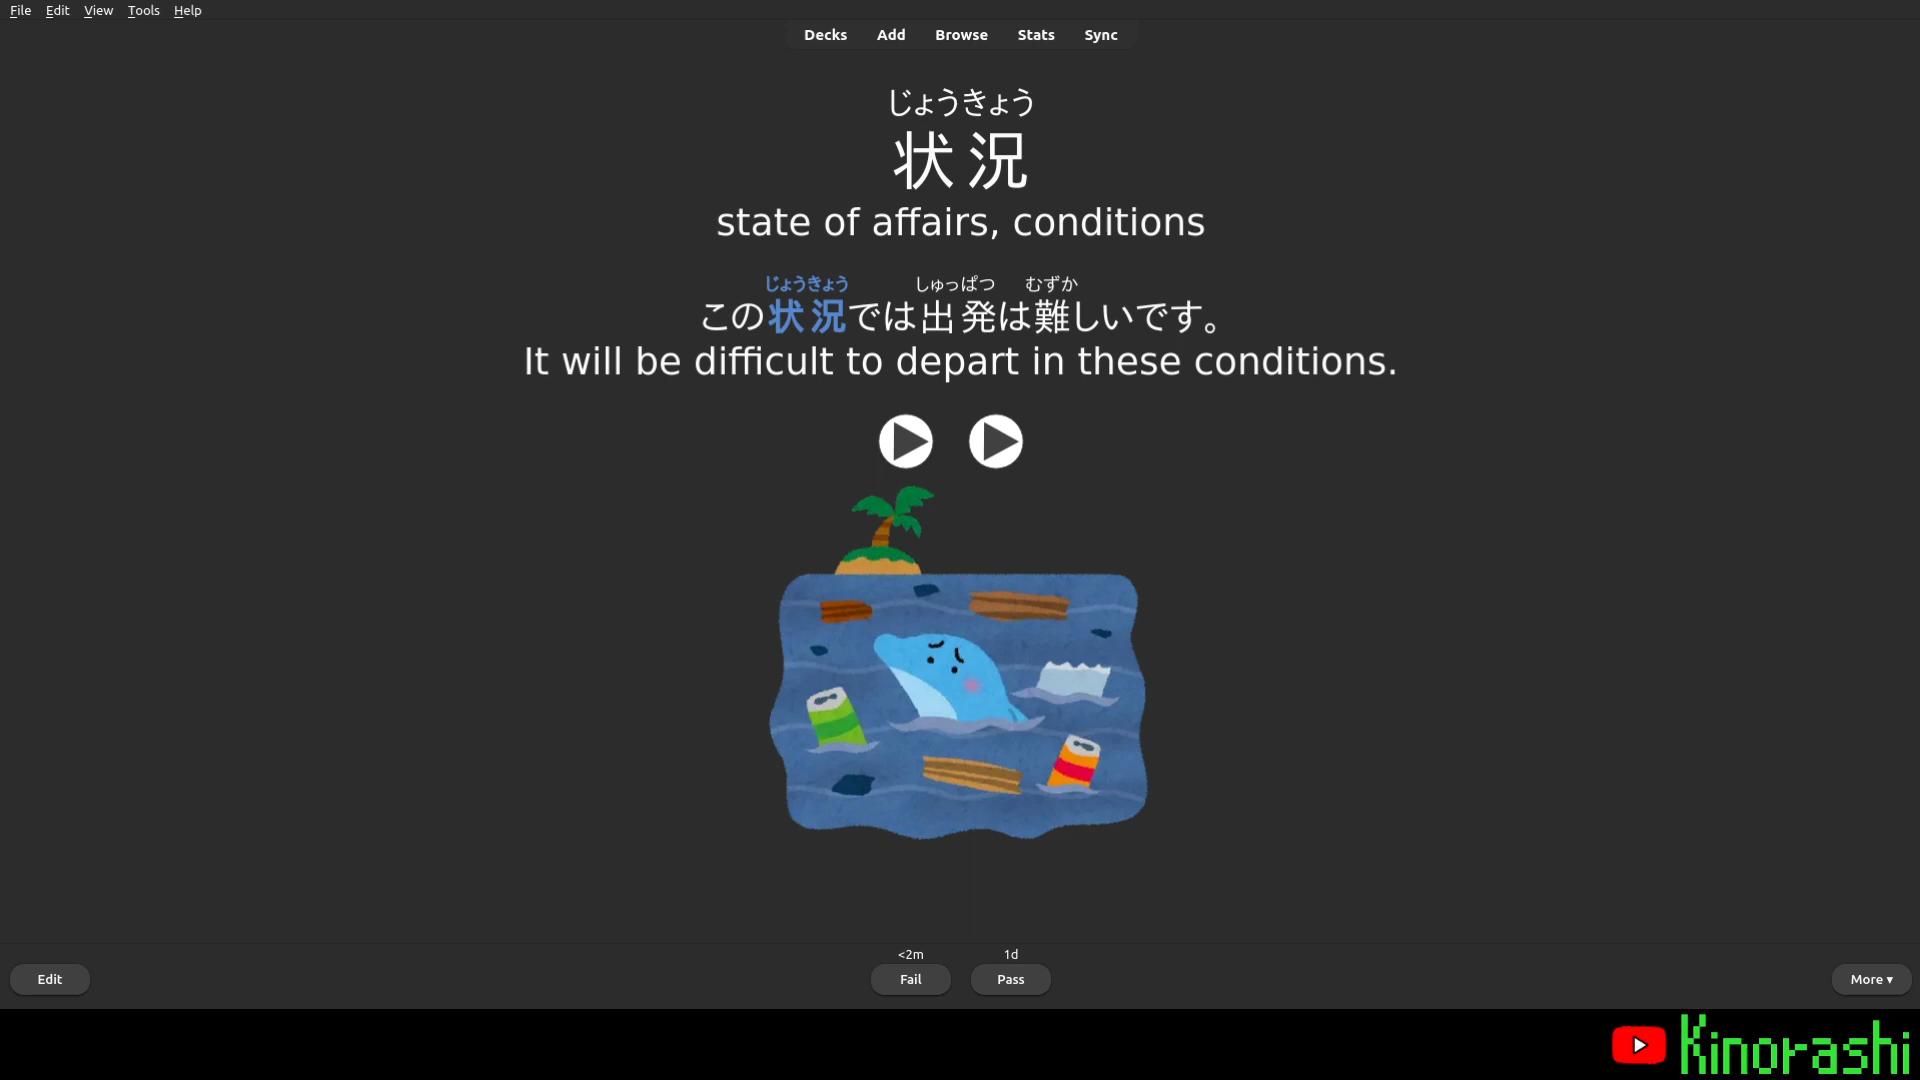 File Edit View Tools Help
Decks Add Browse Stats Sync
じょうきょう
状況
state of affairs, conditions
じょうきょう しゅっぱつ むずか
この状況では出発は難しいです。
It will be difficult to depart in these conditions.
<2m 1d
Edit Fail Pass More ▾
Kinorashi